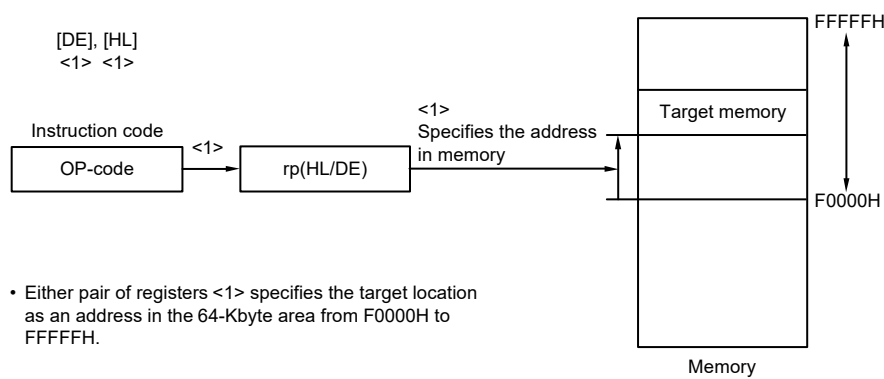 [DE], [HL]
<1> <1>
Instruction code
OP-code
<1>
rp(HL/DE)
<1>
Specifies the address
in memory
FFFFFH
Target memory
F0000H
Memory
• Either pair of registers <1> specifies the target location
as an address in the 64-Kbyte area from F0000H to
FFFFFH.